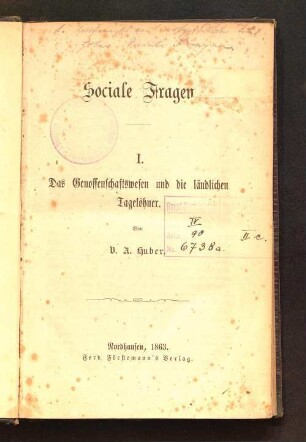 Sociale Fragen
I.
Das Genossenschaftswesen und die ländlichen
Tagelöhner.
Von
V. A. Huber.
IV
90
II c.
No. 6738a
Nordhausen, 1863.
Ferd. Förstemann's Verlag.